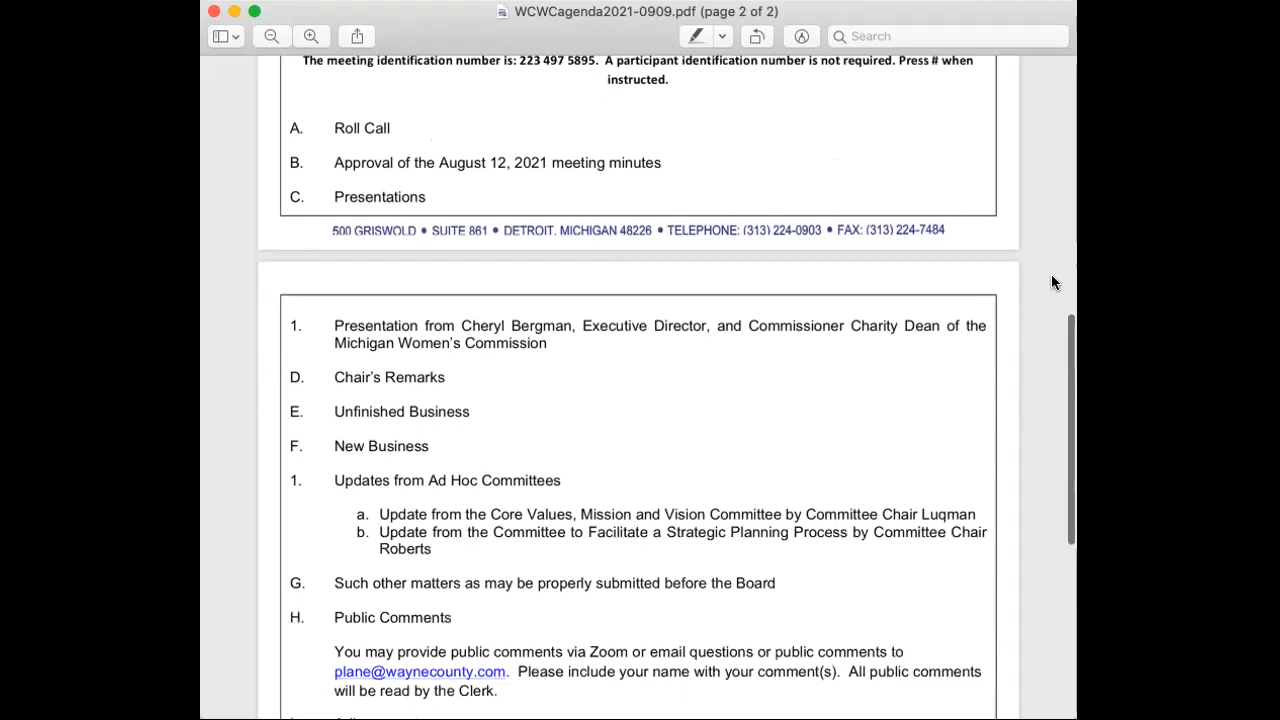 WCWCagenda2021-0909.pdf (page 2 of 2)
Search
The meeting identification number is: 223 497 5895. A participant identification number is not required. Press # when
instructed.
A. Roll Call
B. Approval of the August 12, 2021 meeting minutes
C. Presentations
500 GRISWOLD • SUITE 861 • DETROIT, MICHIGAN 48226 • TELEPHONE: (313) 224-0903 • FAX: (313) 224-7484
1. Presentation from Cheryl Bergman, Executive Director, and Commissioner Charity Dean of the
Michigan Women's Commission
D. Chair's Remarks
E. Unfinished Business
F. New Business
1. Updates from Ad Hoc Committees
a. Update from the Core Values, Mission and Vision Committee by Committee Chair Luqman
b. Update from the Committee to Facilitate a Strategic Planning Process by Committee Chair
Roberts
G. Such other matters as may be properly submitted before the Board
H. Public Comments
You may provide public comments via Zoom or email questions or public comments to
plane@waynecounty.com. Please include your name with your comment(s). All public comments
will be read by the Clerk.